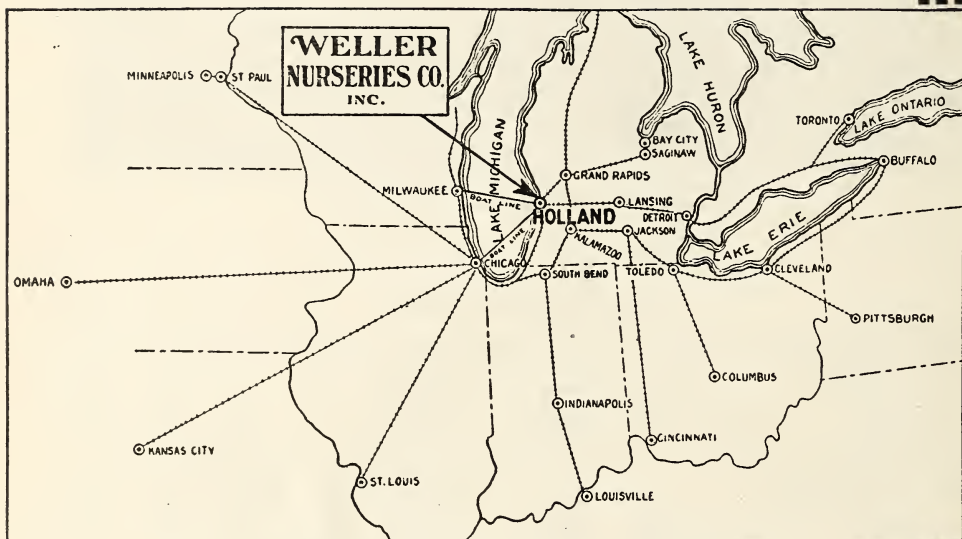 WELLER
NURSERIES CO.
INC.
MINNEAPOLIS
ST PAUL
LAKE MICHIGAN
LAKE HURON
TORONTO
LAKE ONTARIO
BAY CITY
SAGINAW
BUFFALO
GRAND RAPIDS
MILWAUKEE
BOAT LINE
HOLLAND
LANSING
DETROIT
JACKSON
LAKE ERIE
KALAMAZOO
BOAT LINE
CHICAGO
SOUTH BEND
TOLEDO
CLEVELAND
OMAHA
PITTSBURGH
COLUMBUS
INDIANAPOLIS
KANSAS CITY
CINCINNATI
ST. LOUIS
LOUISVILLE